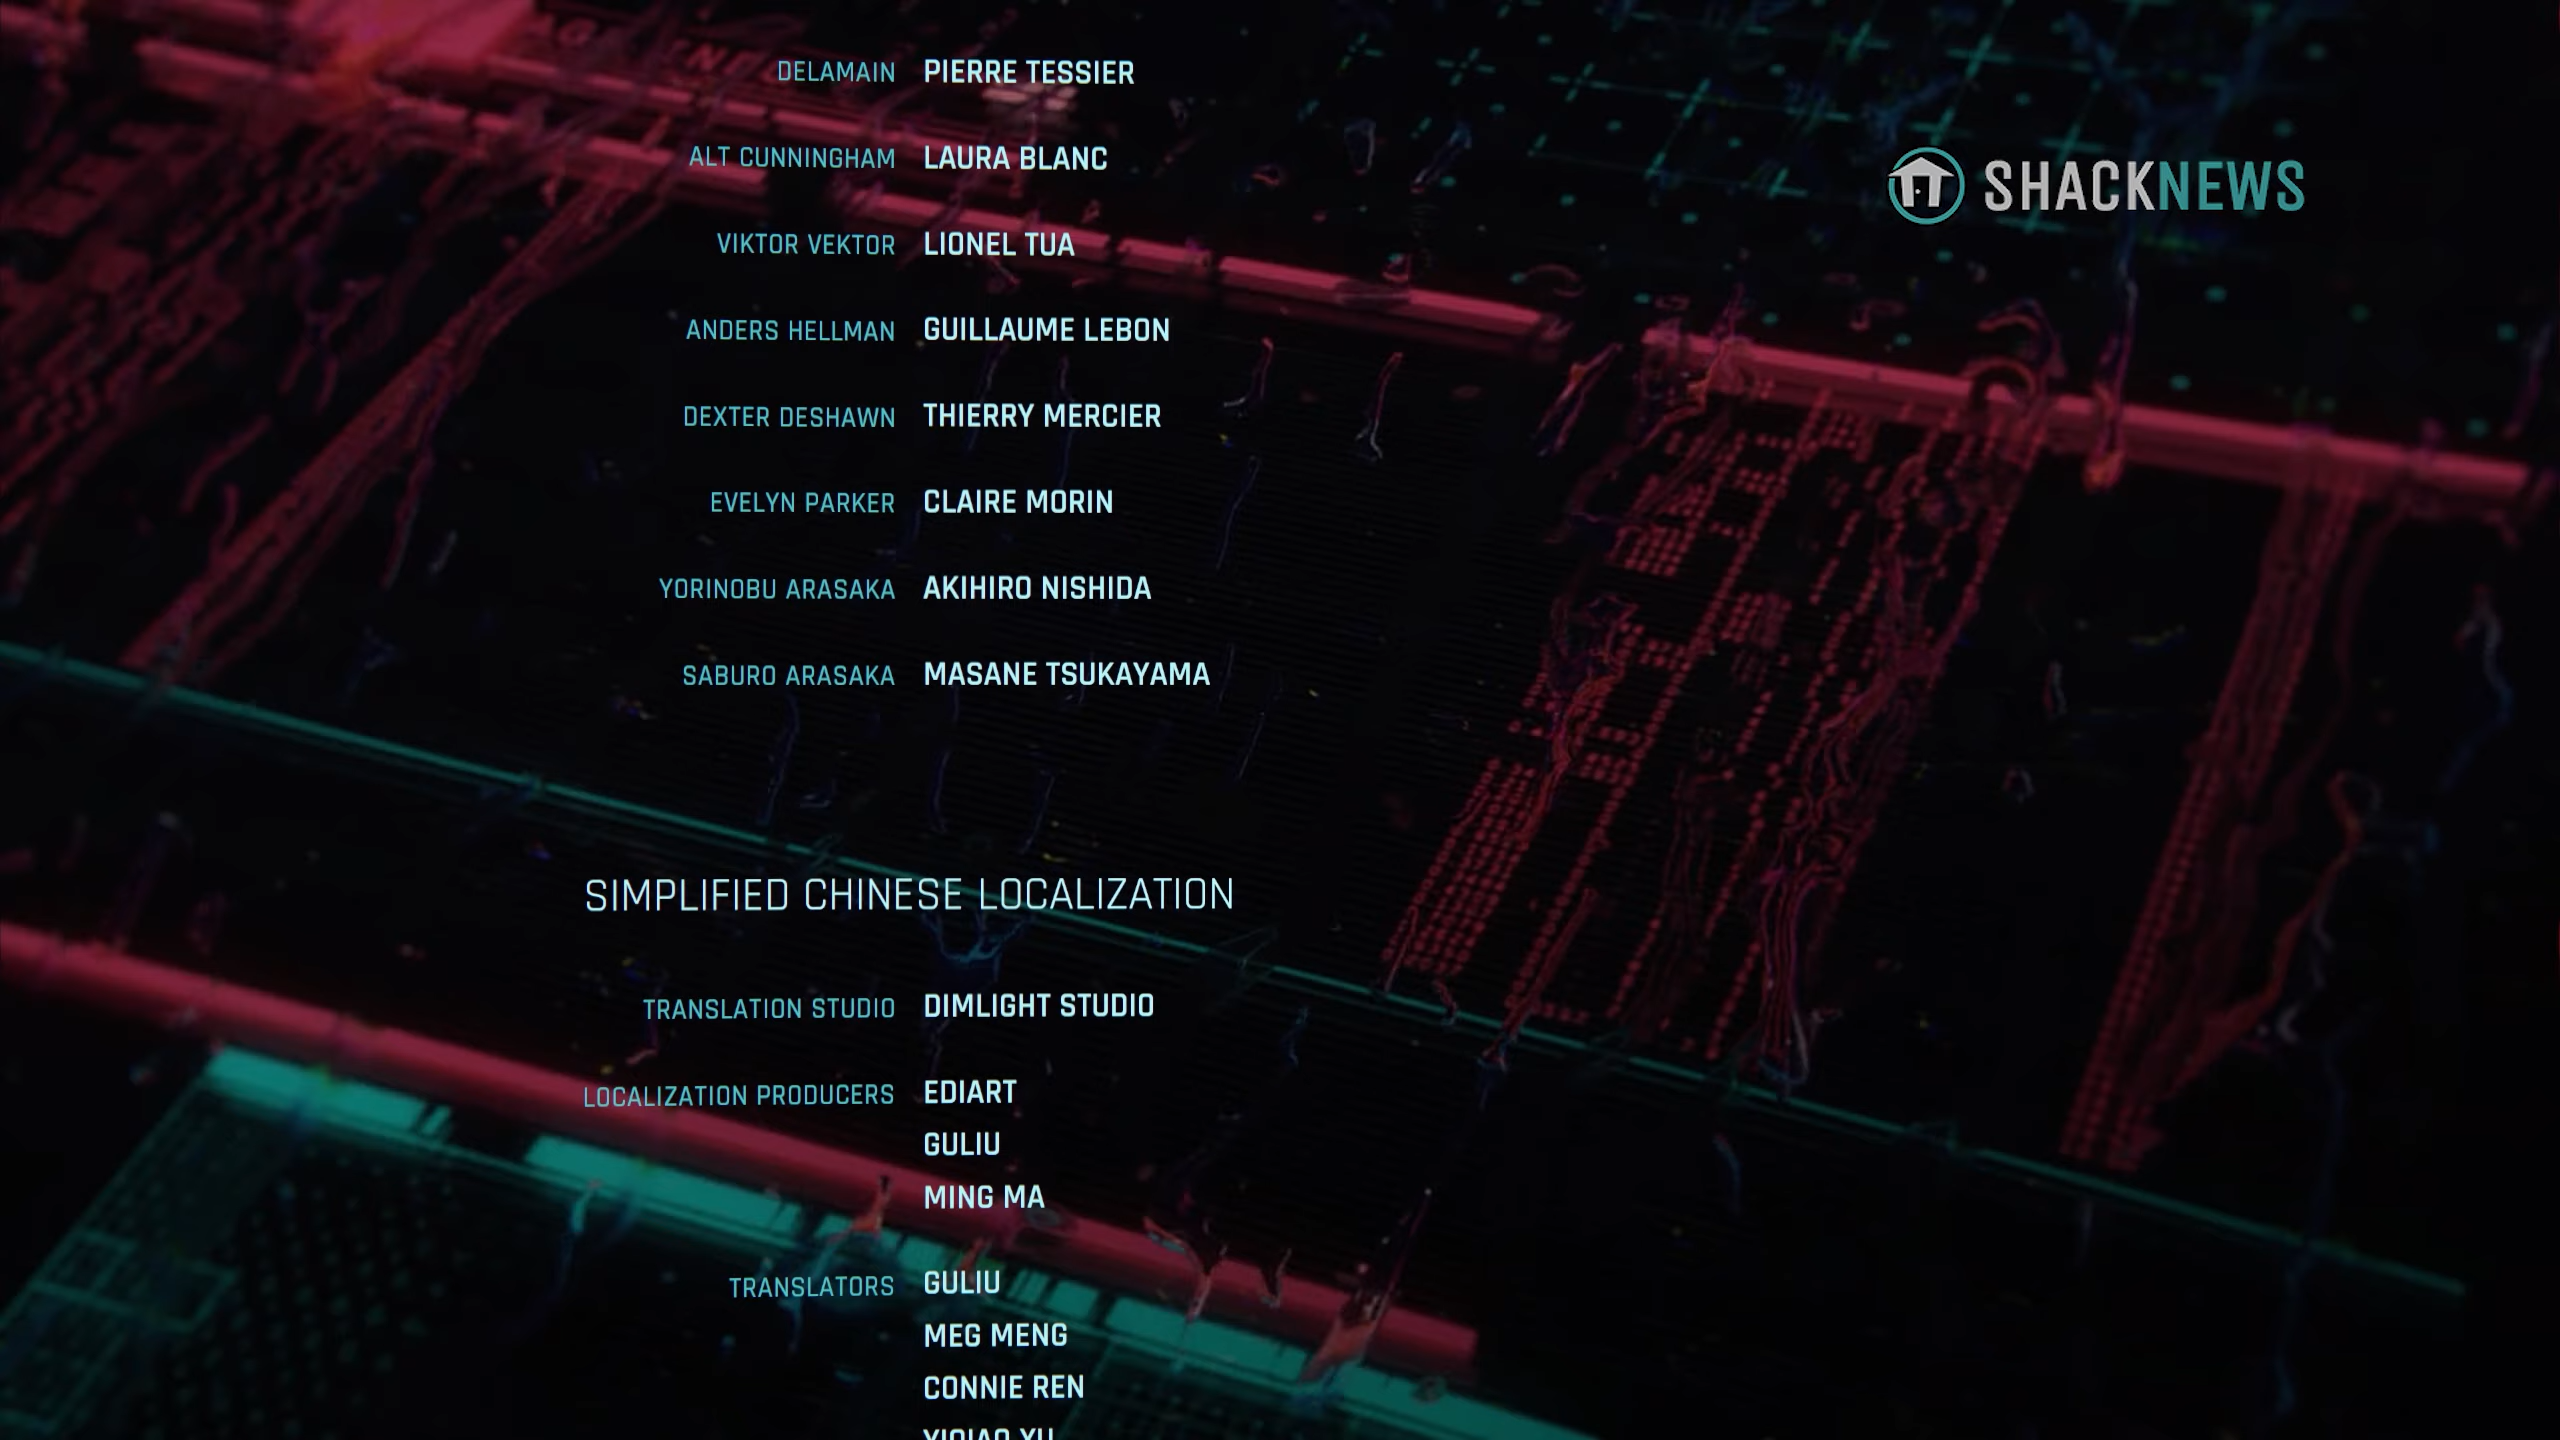 DELAMAIN PIERRE TESSIER
ALT CUNNINGHAM LAURA BLANC
SHACKNEWS
VIKTOR VEKTOR LIONEL TUA
ANDERS HELLMAN GUILLAUME LEBON
DEXTER DESHAWN THIERRY MERCIER
EVELYN PARKER CLAIRE MORIN
YORINOBU ARASAKA AKIHIRO NISHIDA
SABURO ARASAKA MASANE TSUKAYAMA
SIMPLIFIED CHINESE LOCALIZATION
TRANSLATION STUDIO DIMLIGHT STUDIO
LOCALIZATION PRODUCERS EDIART
GULIU
MING MA
TRANSLATORS GULIU
MEG MENG
CONNIE REN